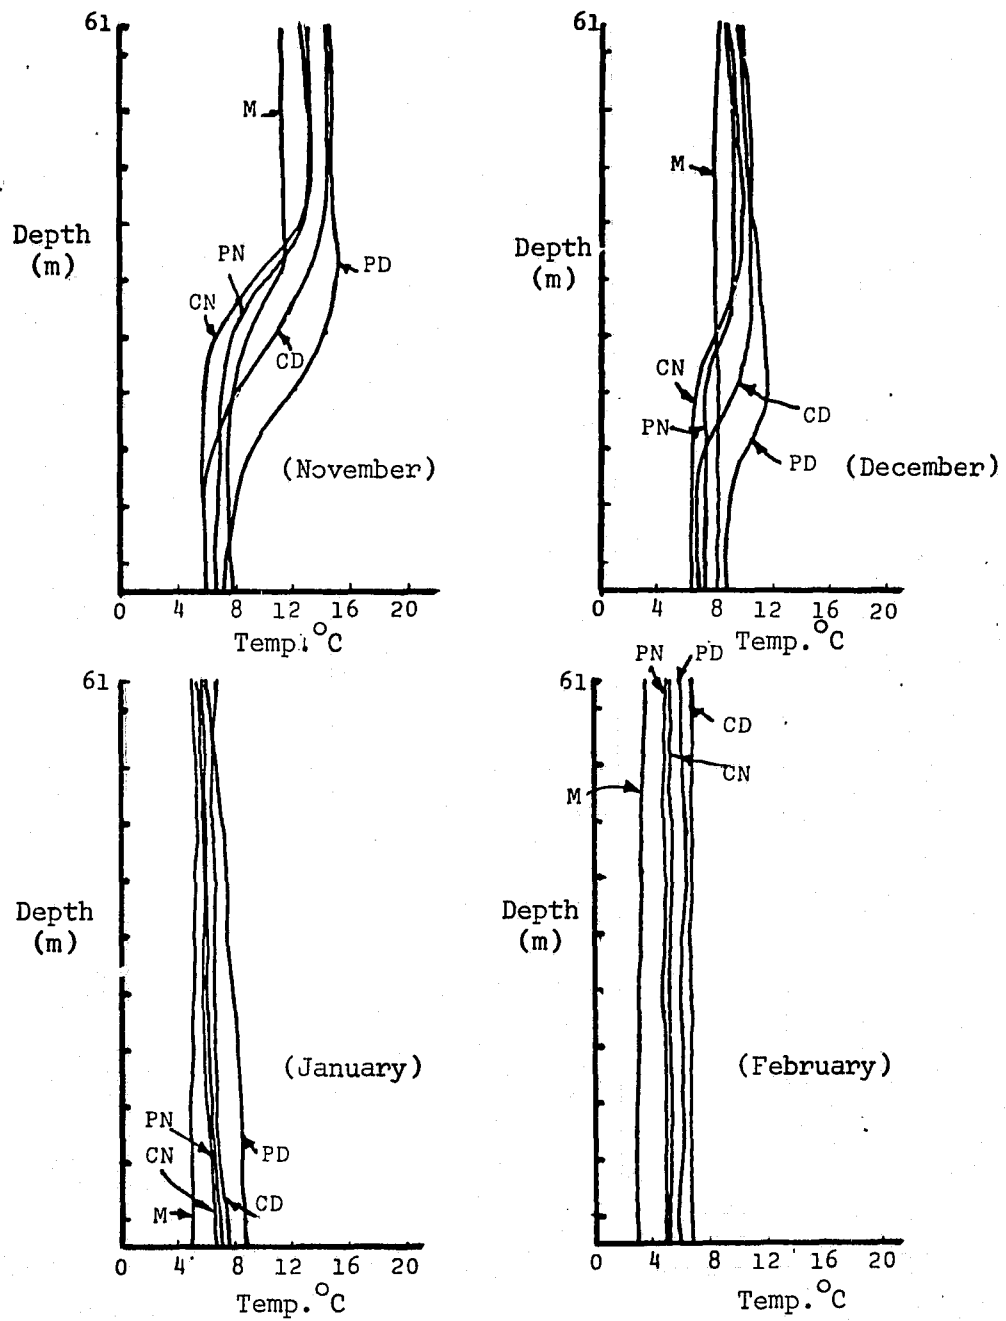 61
M
Depth
(m)
PN
PD
CN
CD
(November)
0 4 8 12 16 20
Temp. °C
61
M
Depth
(m)
CN
CD
PN
PD
(December)
0 4 8 12 16 20
Temp. °C
61
Depth
(m)
(January)
PN
PD
CN
CD
M
0 4 8 12 16 20
Temp. °C
PN PD
61
CD
CN
M
Depth
(m)
(February)
0 4 8 12 16 20
Temp. °C